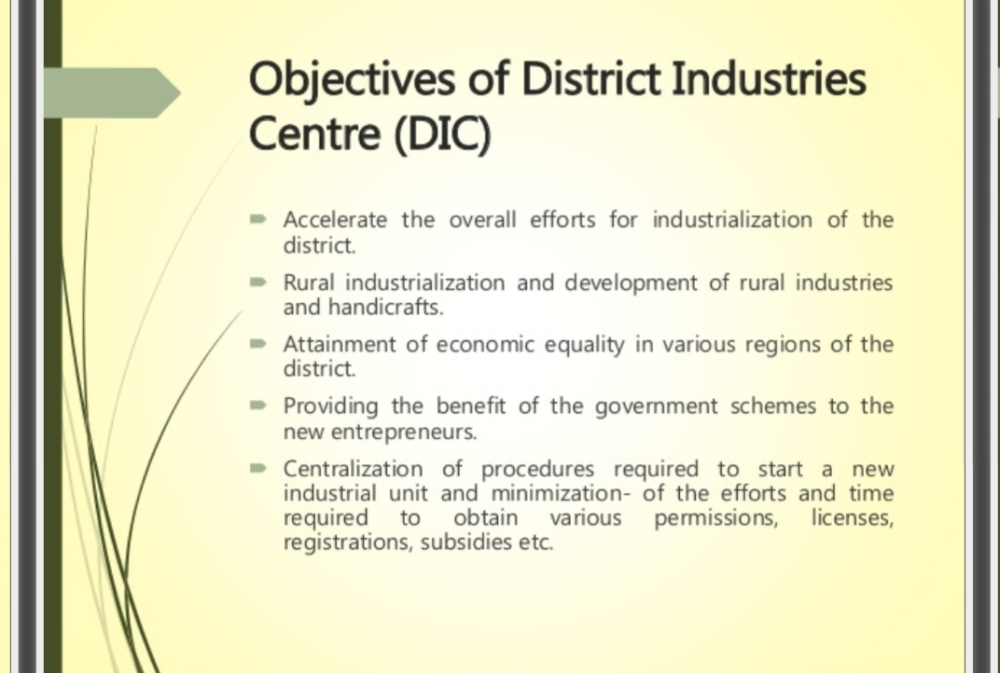 Objectives of District Industries
Centre (DIC)
Accelerate the overall efforts for industrialization of the
district.
Rural industrialization and development of rural industries
and handicrafts.
Attainment of economic equality in various regions of the
district.
Providing the benefit of the government schemes to the
new entrepreneurs.
Centralization of procedures required to start a new
industrial unit and minimization- of the efforts and time
required to obtain various permissions, licenses,
registrations, subsidies etc.